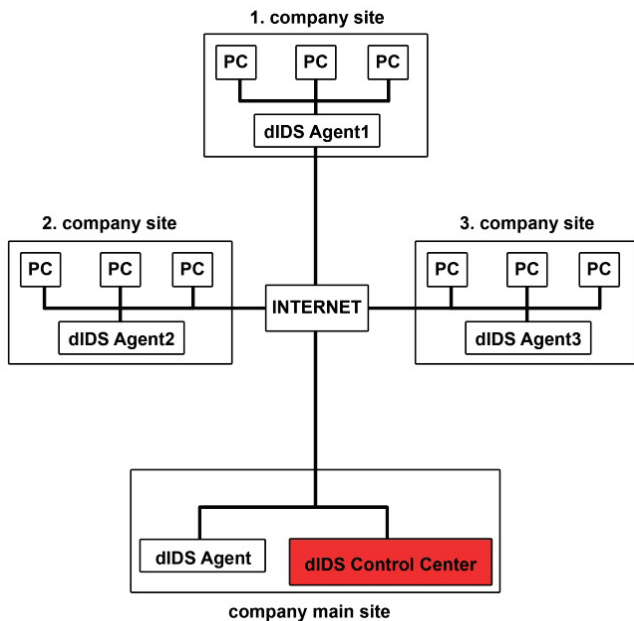 1. company site
PC PC PC
dIDS Agent1
2. company site
PC PC PC
dIDS Agent2
3. company site
PC PC PC
dIDS Agent3
INTERNET
dIDS Agent
dIDS Control Center
company main site